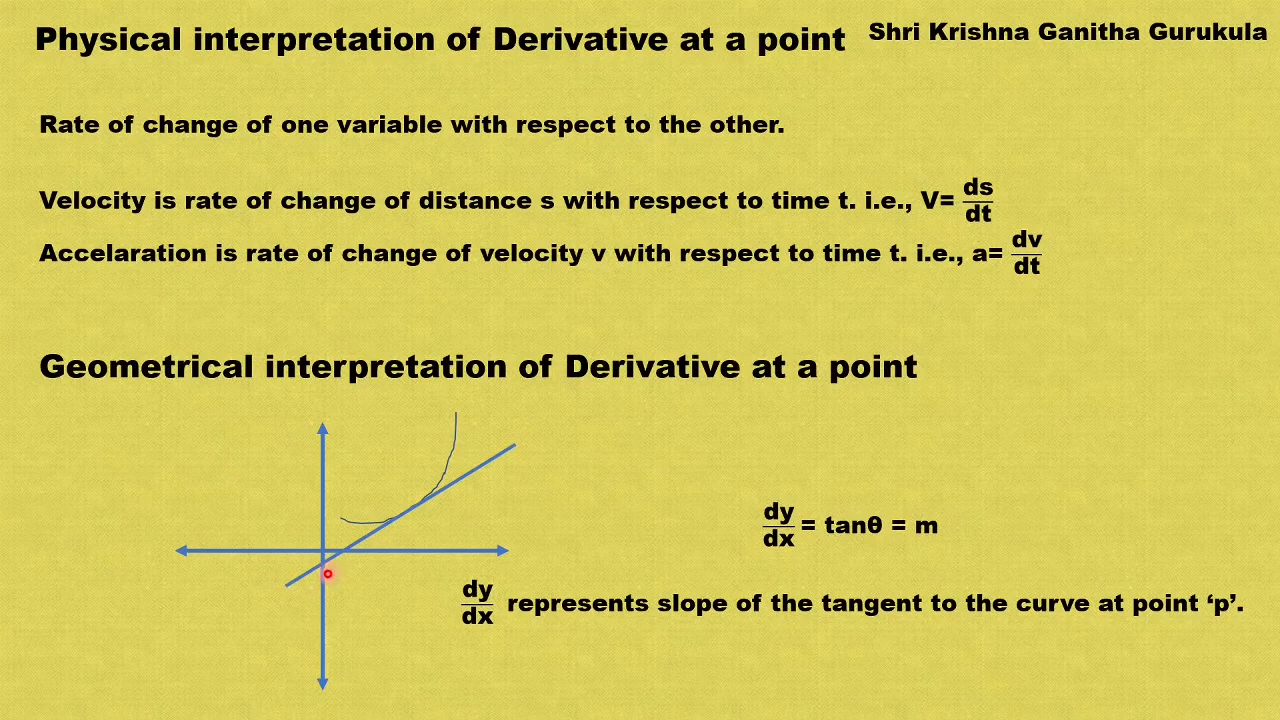 Physical interpretation of Derivative at a point
Shri Krishna Ganitha Gurukula
Rate of change of one variable with respect to the other.
Velocity is rate of change of distance s with respect to time t. i.e., V= ds/dt
Accelaration is rate of change of velocity v with respect to time t. i.e., a= dv/dt
Geometrical interpretation of Derivative at a point
dy/dx = tanθ = m
dy/dx represents slope of the tangent to the curve at point ‘p’.